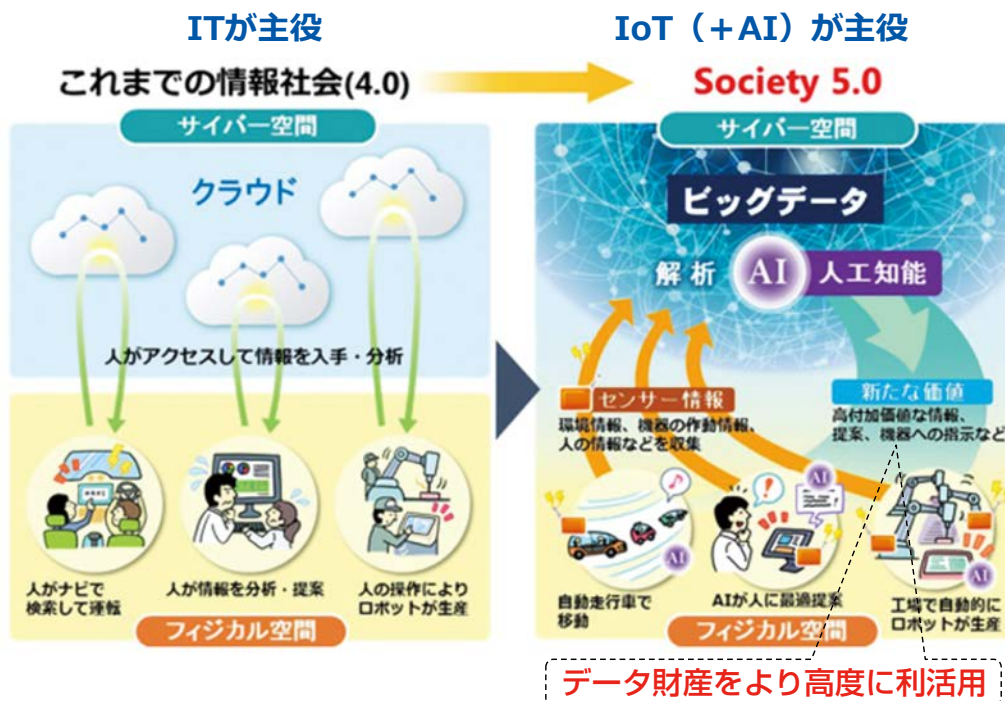 ITが主役
IoT（＋AI）が主役
これまでの情報社会(4.0)
Society 5.0
サイバー空間
クラウド
人がアクセスして情報を入手・分析
人がナビで
検索して運転
人が情報を分析・提案
人の操作により
ロボットが生産
フィジカル空間
サイバー空間
ビッグデータ
解析 AI 人工知能
センサー情報
環境情報、機器の作動情報、
人の情報などを収集
新たな価値
高付加価値な情報、
提案、機器への指示など
AI
AI
AI
自動走行車で
移動
AIが人に最適提案
工場で自動的に
ロボットが生産
フィジカル空間
データ財産をより高度に利活用